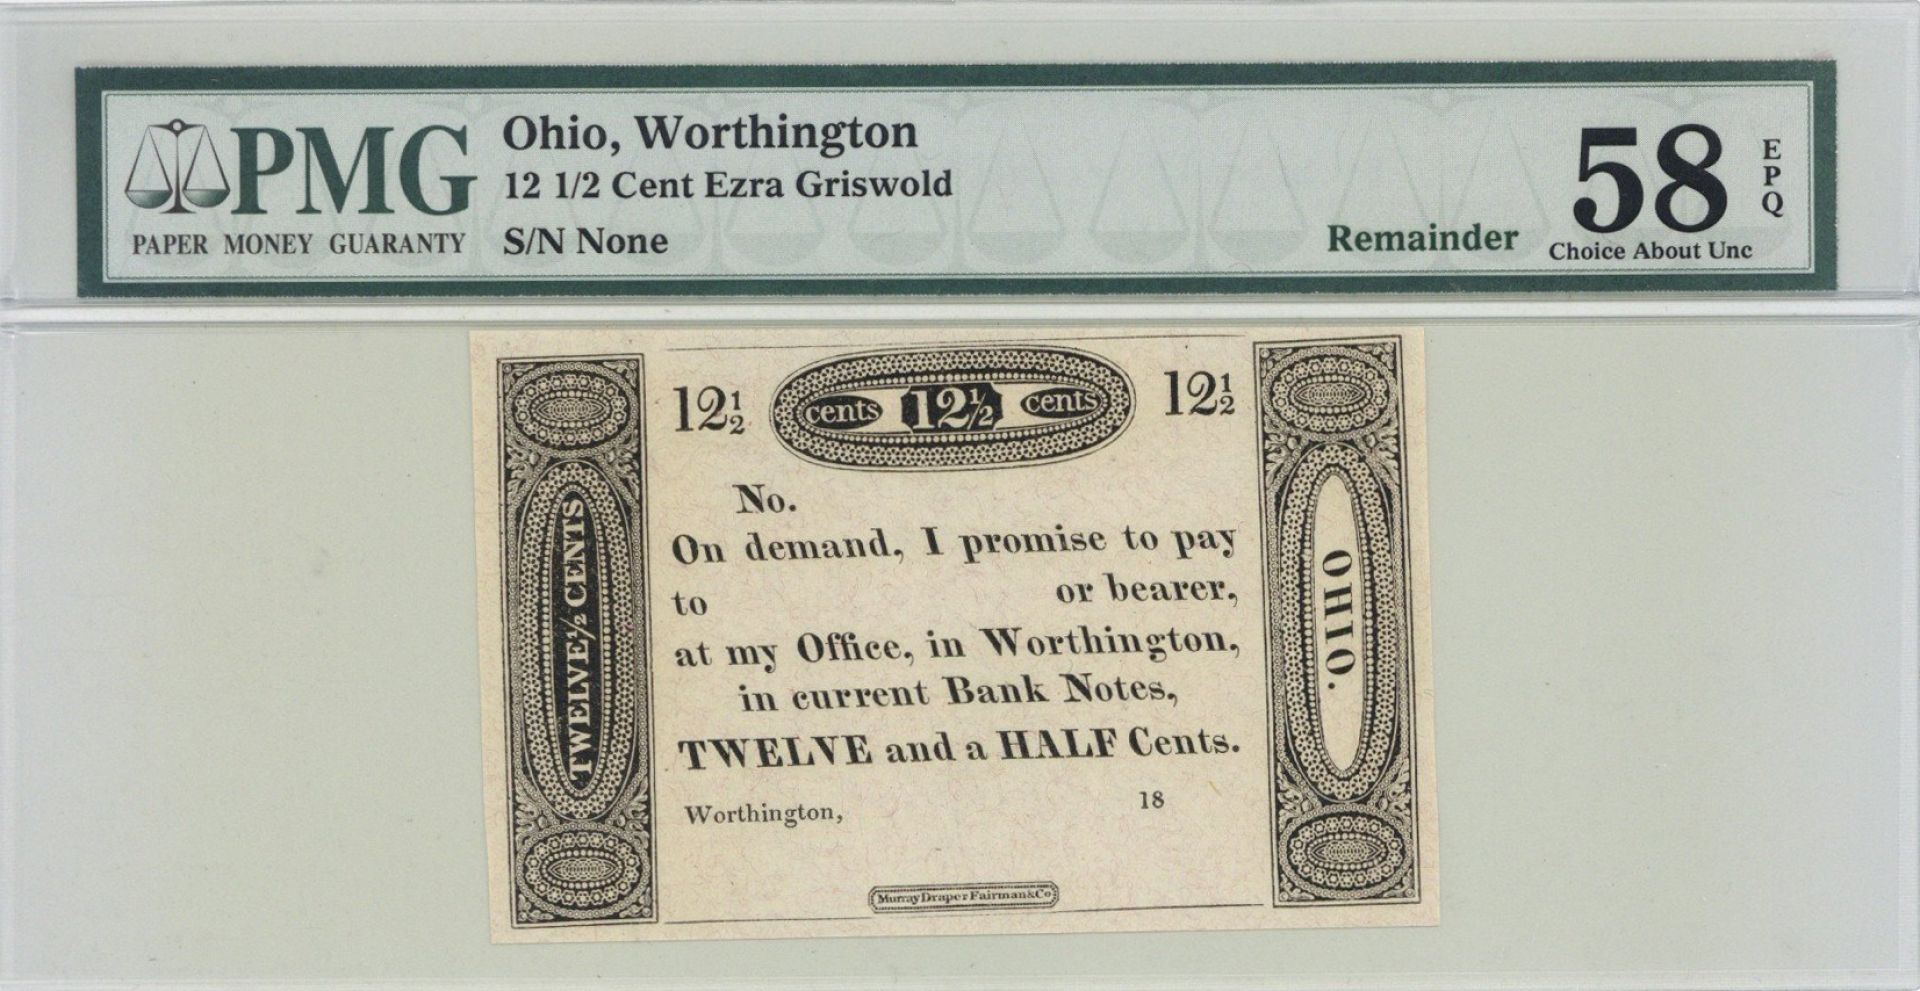 PMG
PAPER MONEY GUARANTY
Ohio, Worthington
12 1/2 Cent Ezra Griswold
S/N None
Remainder
58
EPQ
Choice About Unc
12½
cents 12½ cents
12½
TWELVE ½ CENTS
OHIO.
No.
On demand, I promise to pay
to or bearer,
at my Office, in Worthington,
in current Bank Notes,
TWELVE and a HALF Cents.
Worthington, 18
Murray Draper Fairman & Co